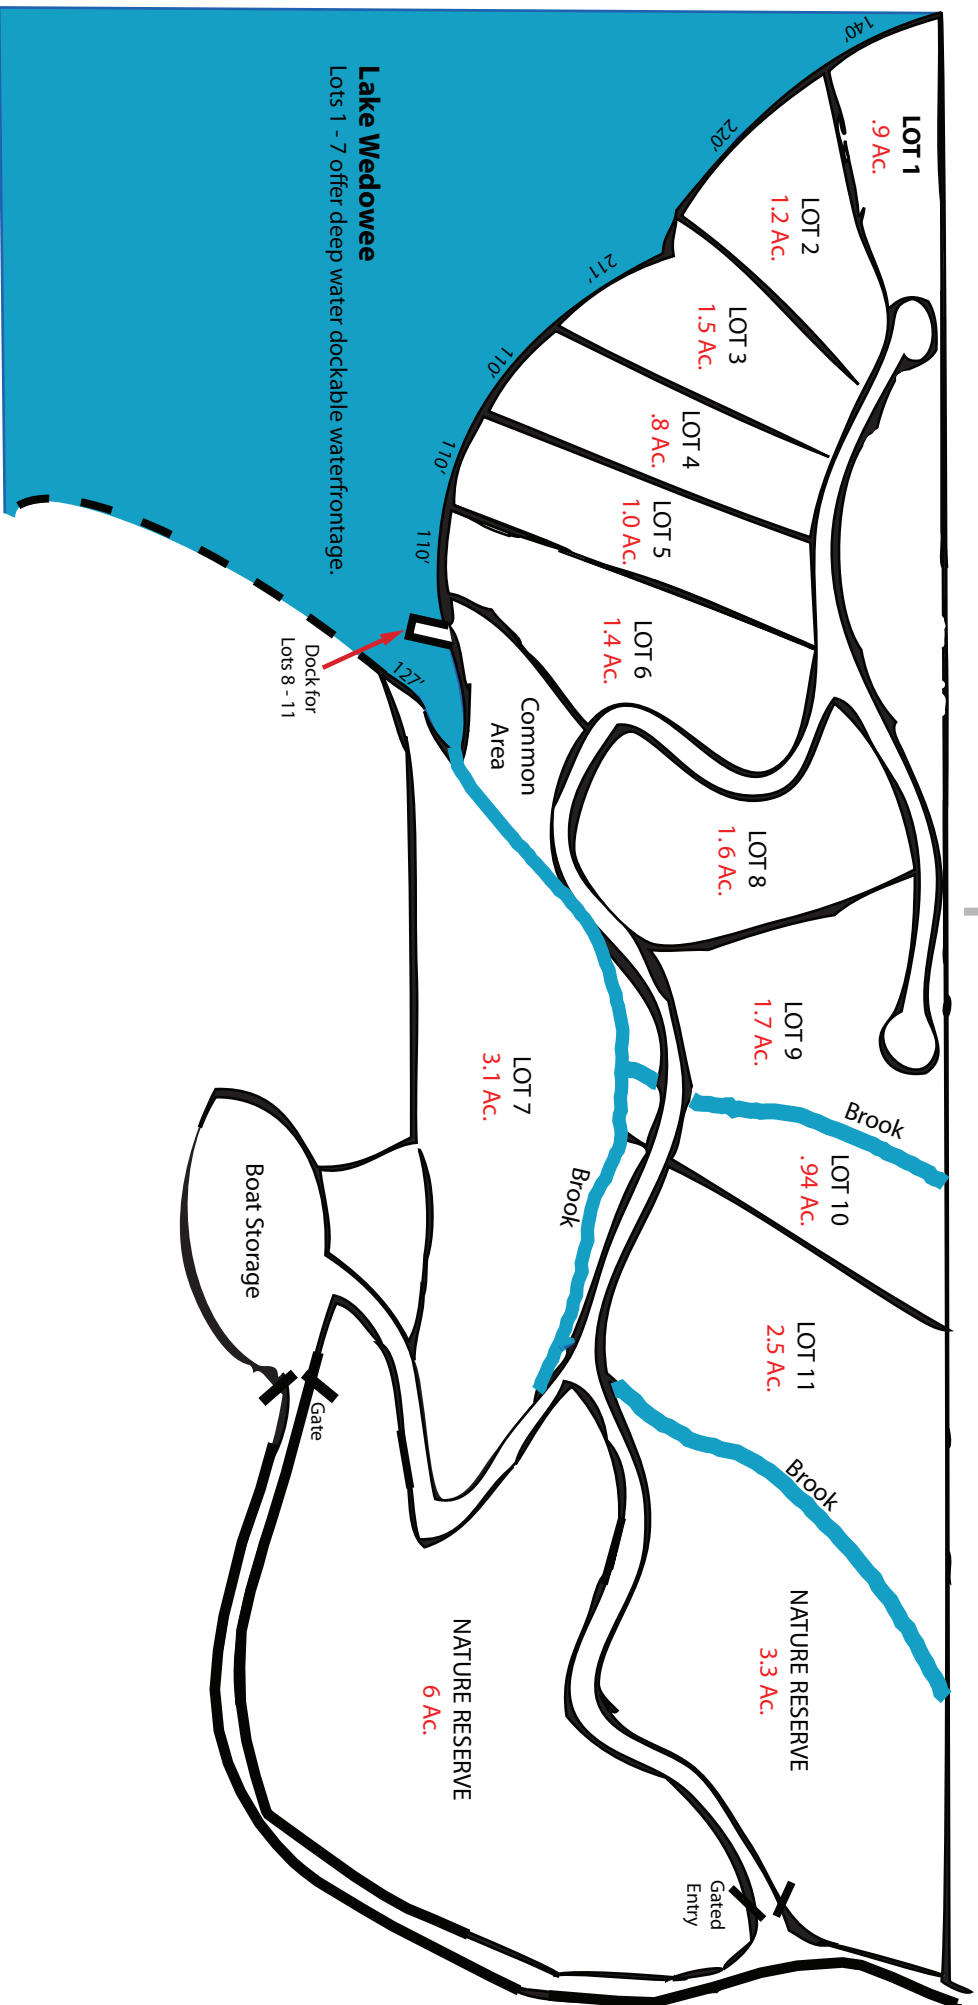 LOT 1
.9 Ac.
140'
LOT 2
1.2 Ac.
220'
LOT 3
1.5 Ac.
211'
LOT 4
.8 Ac.
110'
LOT 5
1.0 Ac.
110'
LOT 6
1.4 Ac.
110'
Lake Wedowee
Lots 1 - 7 offer deep water dockable waterfrontage.
Dock for
Lots 8 - 11
127'
Common
Area
LOT 8
1.6 Ac.
LOT 9
1.7 Ac.
Brook
LOT 10
.94 Ac.
LOT 7
3.1 Ac.
Brook
Boat Storage
Gate
LOT 11
2.5 Ac.
Brook
NATURE RESERVE
3.3 Ac.
NATURE RESERVE
6 Ac.
Gated
Entry